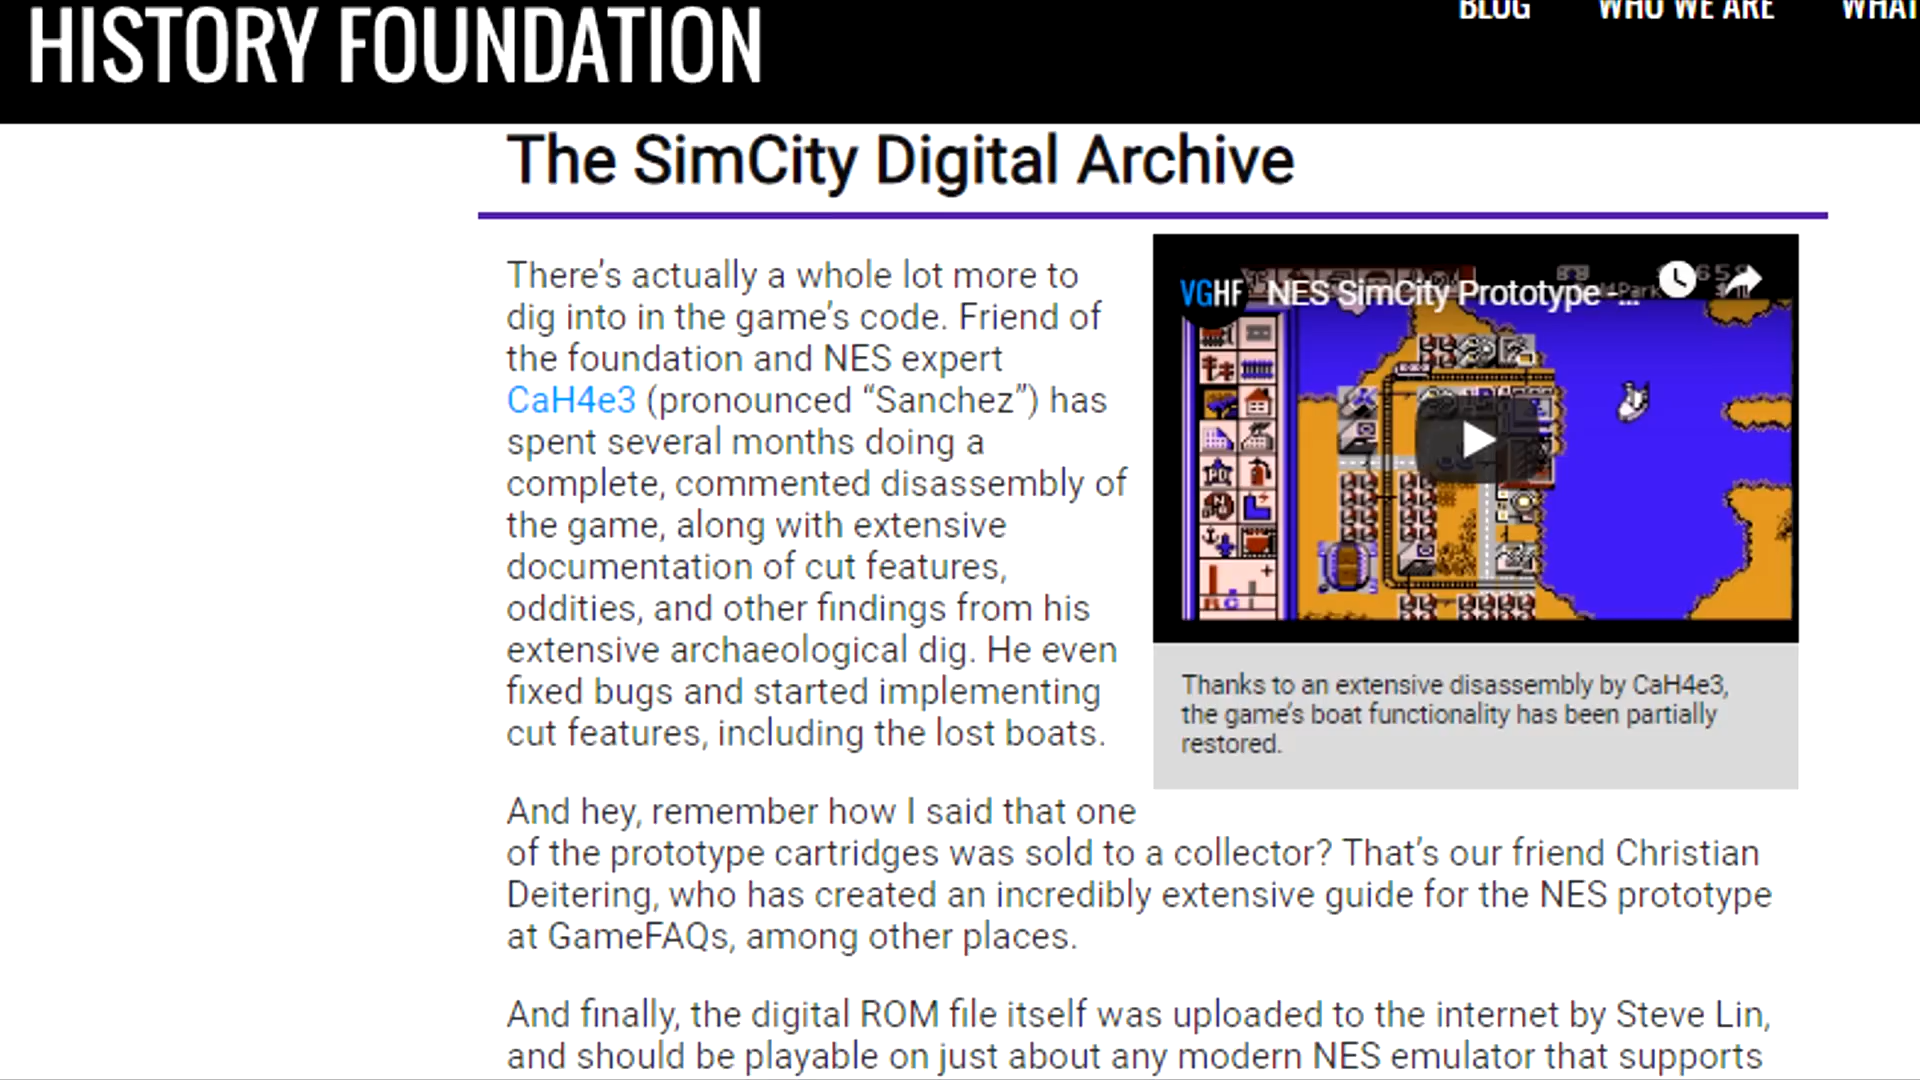 HISTORY FOUNDATION
BLOG WHO WE ARE WHAT
The SimCity Digital Archive
There's actually a whole lot more to
dig into in the game's code. Friend of
the foundation and NES expert
CaH4e3 (pronounced “Sanchez”) has
spent several months doing a
complete, commented disassembly of
the game, along with extensive
documentation of cut features,
oddities, and other findings from his
extensive archaeological dig. He even
fixed bugs and started implementing
cut features, including the lost boats.
VGHF NES SimCity Prototype -...
Park
Thanks to an extensive disassembly by CaH4e3,
the game's boat functionality has been partially
restored.
And hey, remember how I said that one
of the prototype cartridges was sold to a collector? That's our friend Christian
Deitering, who has created an incredibly extensive guide for the NES prototype
at GameFAQs, among other places.
And finally, the digital ROM file itself was uploaded to the internet by Steve Lin,
and should be playable on just about any modern NES emulator that supports